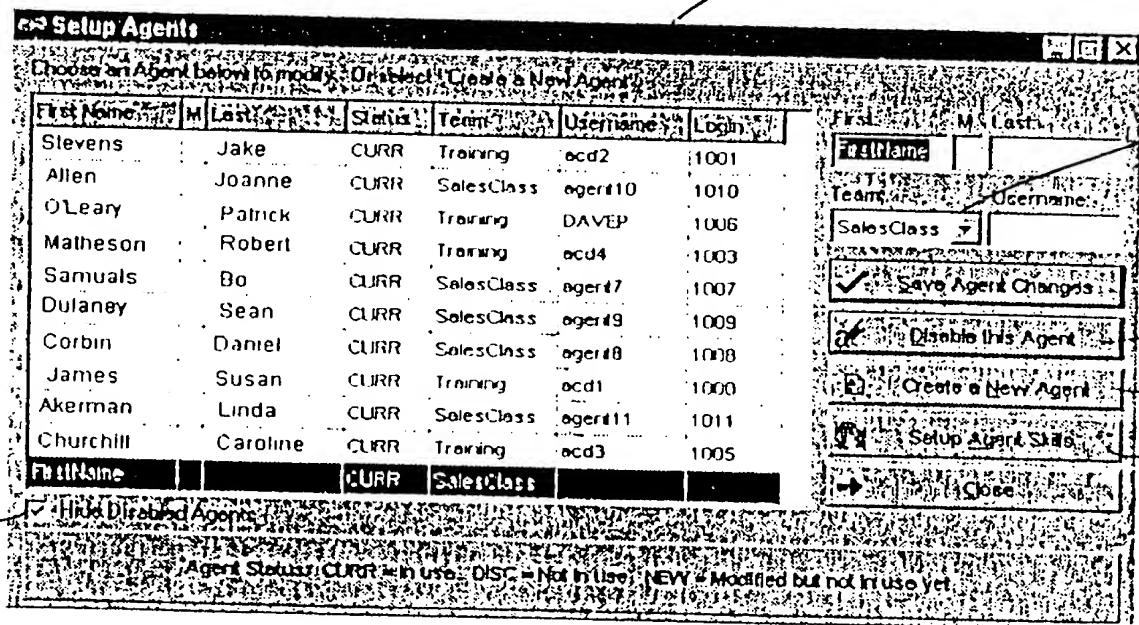 Setup Agents
Choose an Agent below to modify. Or select 'Create a New Agent'.
First Name M Last Status Team Username Login
Stevens Jake CURR Training acd2 1001
Allen Joanne CURR SalesClass agent10 1010
O'Leary Patrick CURR Training DAVEP 1006
Matheson Robert CURR Training acd4 1003
Samuals Bo CURR SalesClass agent7 1007
Dulaney Sean CURR SalesClass agent9 1009
Corbin Daniel CURR SalesClass agent8 1008
James Susan CURR Training acd1 1000
Akerman Linda CURR SalesClass agent11 1011
Churchill Caroline CURR Training acd3 1005
FirstName CURR SalesClass
Hide Disabled Agents
First M Last
FirstName
Team Username
SalesClass
Save Agent Changes
Disable this Agent
Create a New Agent
Setup Agent Skills
Close
Agent Status: CURR = In use, DISC = Not In Use, NEW = Modified but not in use yet